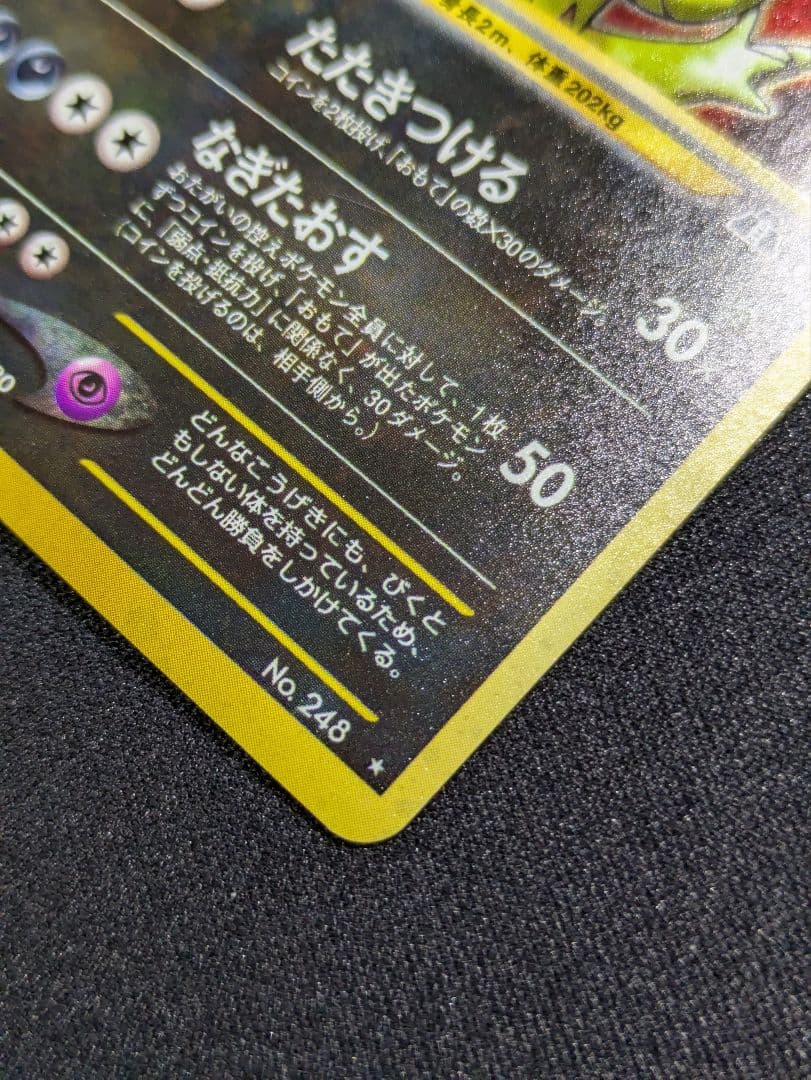 身長2m、体重202kg
たたきつける
30×
コインを2枚投げ、「おもて」の数×30のダメージ。
なぎたおす
50
おたがいの控えポケモン全員に対して、1枚
ずつコインを投げ、「おもて」が出たポケモン
に、「弱点・抵抗力」に関係なく、30ダメージ。
(コインを投げるのは、相手側から。)
どんなこうげきにも、びくと
もしない体を持っているため、
どんどん勝負をしかけてくる。
No. 248
★